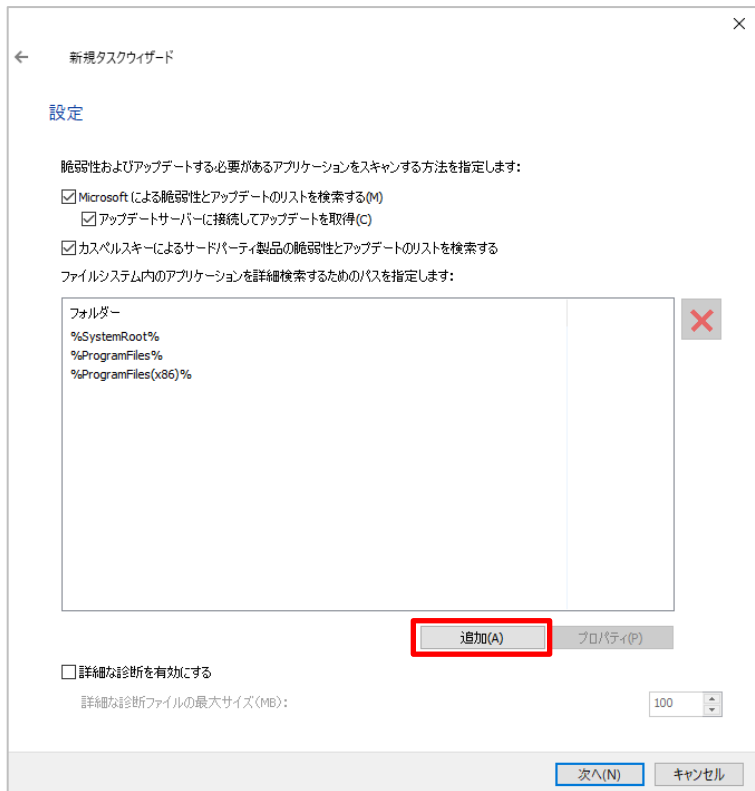 新規タスクウィザード
設定
脆弱性およびアップデートする必要があるアプリケーションをスキャンする方法を指定します:
Microsoft による脆弱性とアップデートのリストを検索する(M)
アップデートサーバーに接続してアップデートを取得(C)
カスペルスキーによるサードパーティ製品の脆弱性とアップデートのリストを検索する
ファイルシステム内のアプリケーションを詳細検索するためのパスを指定します:
フォルダー
%SystemRoot%
%ProgramFiles%
%ProgramFiles(x86)%
追加(A) プロパティ(P)
詳細な診断を有効にする
詳細な診断ファイルの最大サイズ(MB): 100
次へ(N) キャンセル